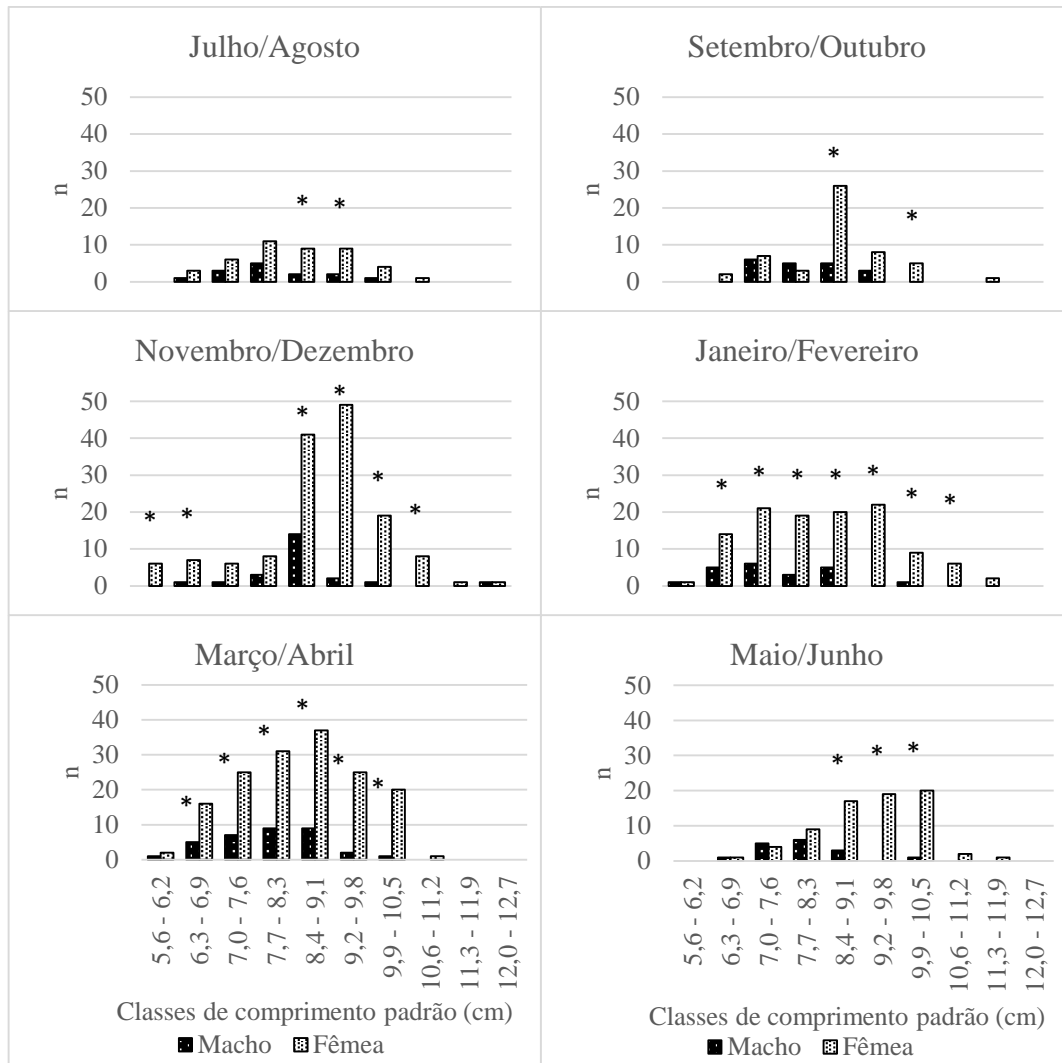 Julho/Agosto
50
40
30
20
10
0
n
* *
Setembro/Outubro
50
40
30
20
10
0
n
* *
Novembro/Dezembro
50
40
30
20
10
0
n
* * * * * *
Janeiro/Fevereiro
50
40
30
20
10
0
n
* * * * * * *
Março/Abril
50
40
30
20
10
0
n
* * * * * *
5,6 - 6,2
6,3 - 6,9
7,0 - 7,6
7,7 - 8,3
8,4 - 9,1
9,2 - 9,8
9,9 - 10,5
10,6 - 11,2
11,3 - 11,9
12,0 - 12,7
Classes de comprimento padrão (cm)
Macho Fêmea
Maio/Junho
50
40
30
20
10
0
n
* * *
5,6 - 6,2
6,3 - 6,9
7,0 - 7,6
7,7 - 8,3
8,4 - 9,1
9,2 - 9,8
9,9 - 10,5
10,6 - 11,2
11,3 - 11,9
12,0 - 12,7
Classes de comprimento padrão (cm)
Macho Fêmea